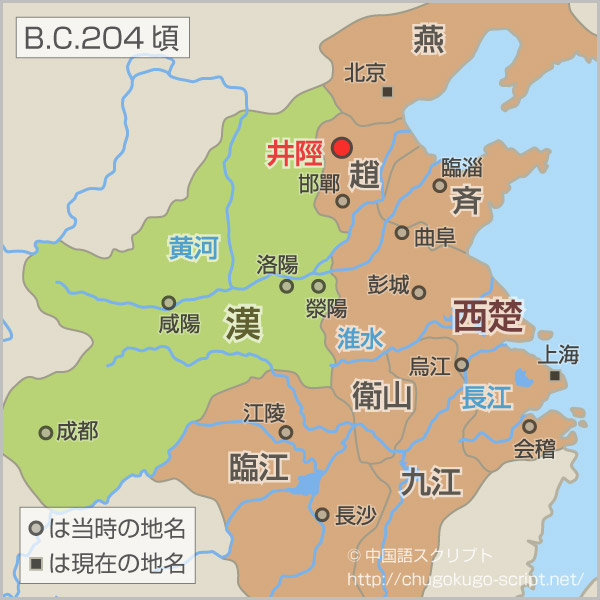 B.C.204 頃
燕
北京
井陘
趙
邯鄲
臨淄
斉
曲阜
黄河
洛陽
滎陽
彭城
咸陽
漢
西楚
淮水
烏江
上海
衛山
長江
江陵
会稽
成都
臨江
九江
長沙
は当時の地名
は現在の地名
© 中国語スクリプト
http://chugokugo-script.net/